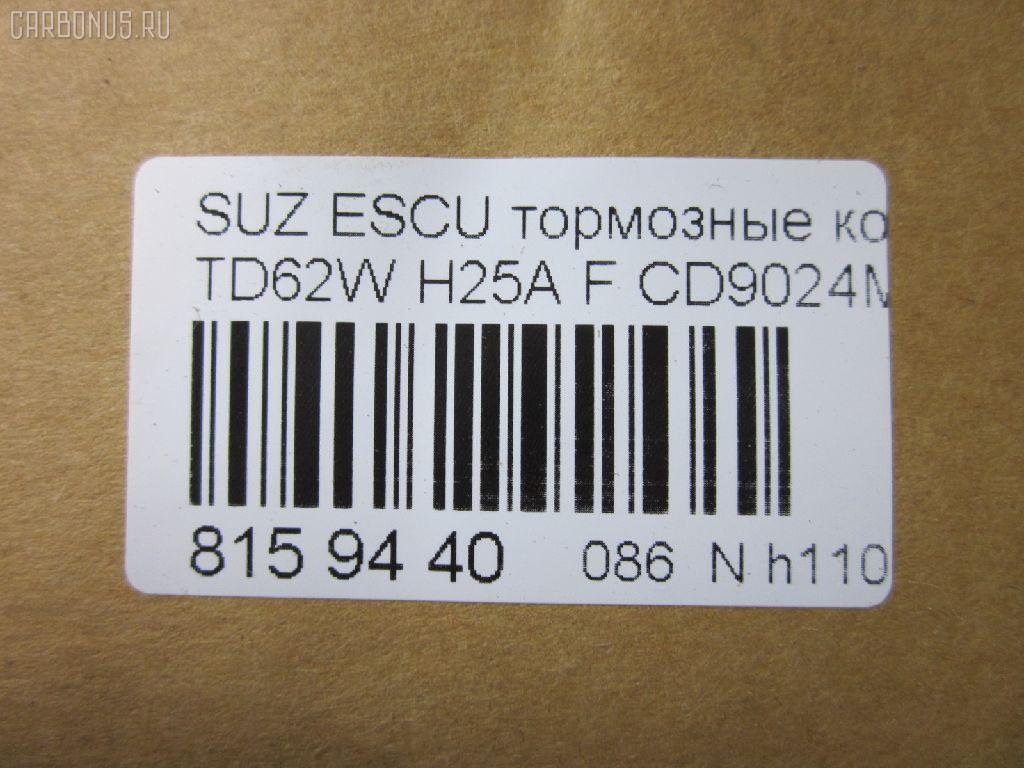 CARBONUS.RU
SUZ ESCU тормозные ко
TD62W H25A F CD9024M
815 94 40 086 N h110